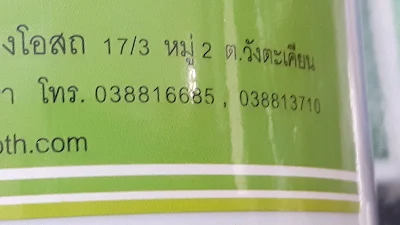 งโอสถ 17/3 หมู่ 2 ต.วังตะเคียน
า โทร. 038816685 , 038813710
oth.com